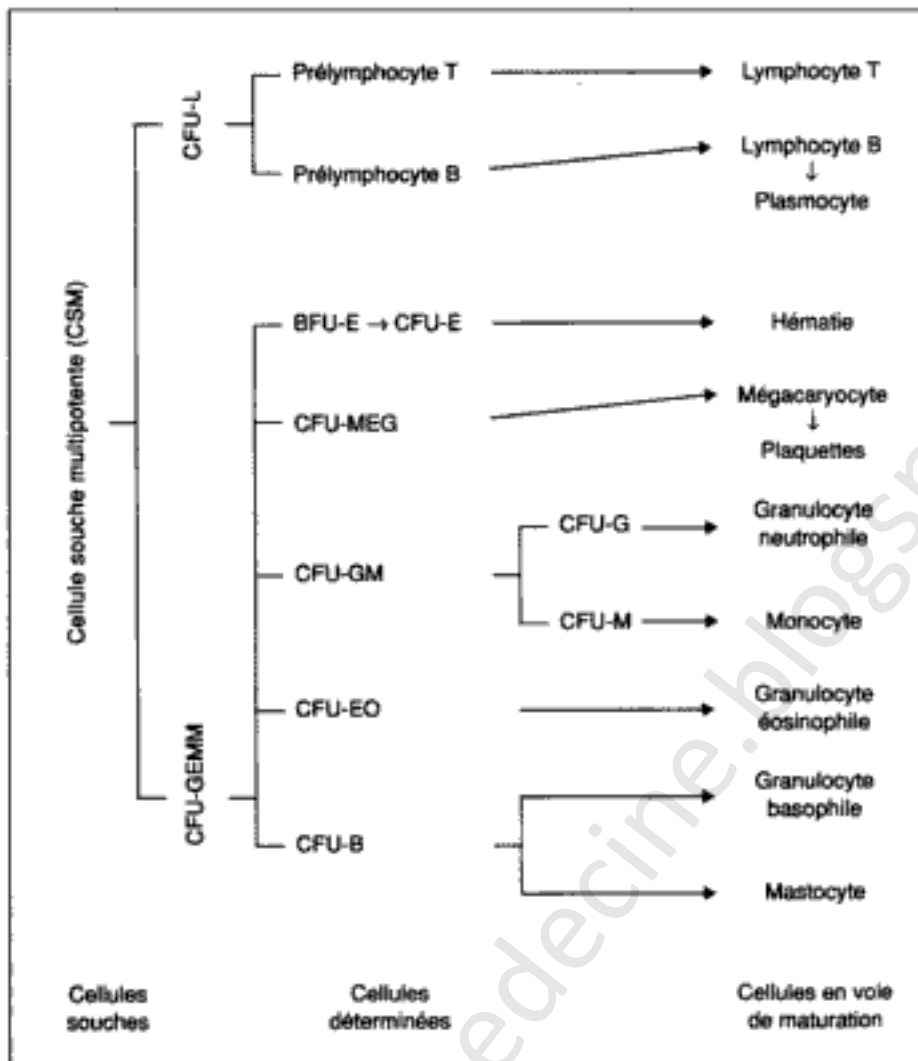 Cellule souche multipotente (CSM)
CFU-L
Prélymphocyte T
Lymphocyte T
Prélymphocyte B
Lymphocyte B
↓
Plasmocyte
CFU-GEMM
BFU-E → CFU-E
Hématie
CFU-MEG
Mégacaryocyte
↓
Plaquettes
CFU-GM
CFU-G
Granulocyte
neutrophile
CFU-M
Monocyte
CFU-EO
Granulocyte
éosinophile
CFU-B
Granulocyte
basophile
Mastocyte
Cellules
souches
Cellules
déterminées
Cellules en voie
de maturation